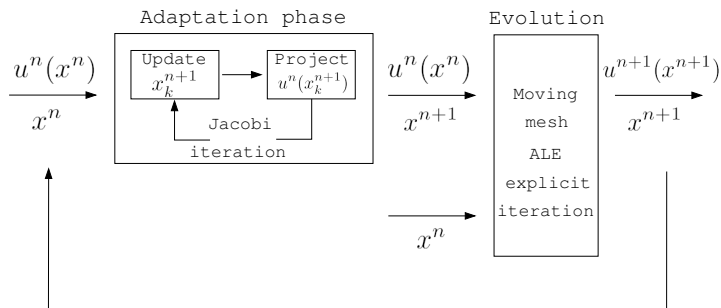 Adaptation phase
Evolution
u^n(x^n)
x^n
Update
x_k^{n+1}
Project
u^n(x_k^{n+1})
Jacobi
iteration
u^n(x^n)
x^{n+1}
x^n
Moving
mesh
ALE
explicit
iteration
u^{n+1}(x^{n+1})
x^{n+1}